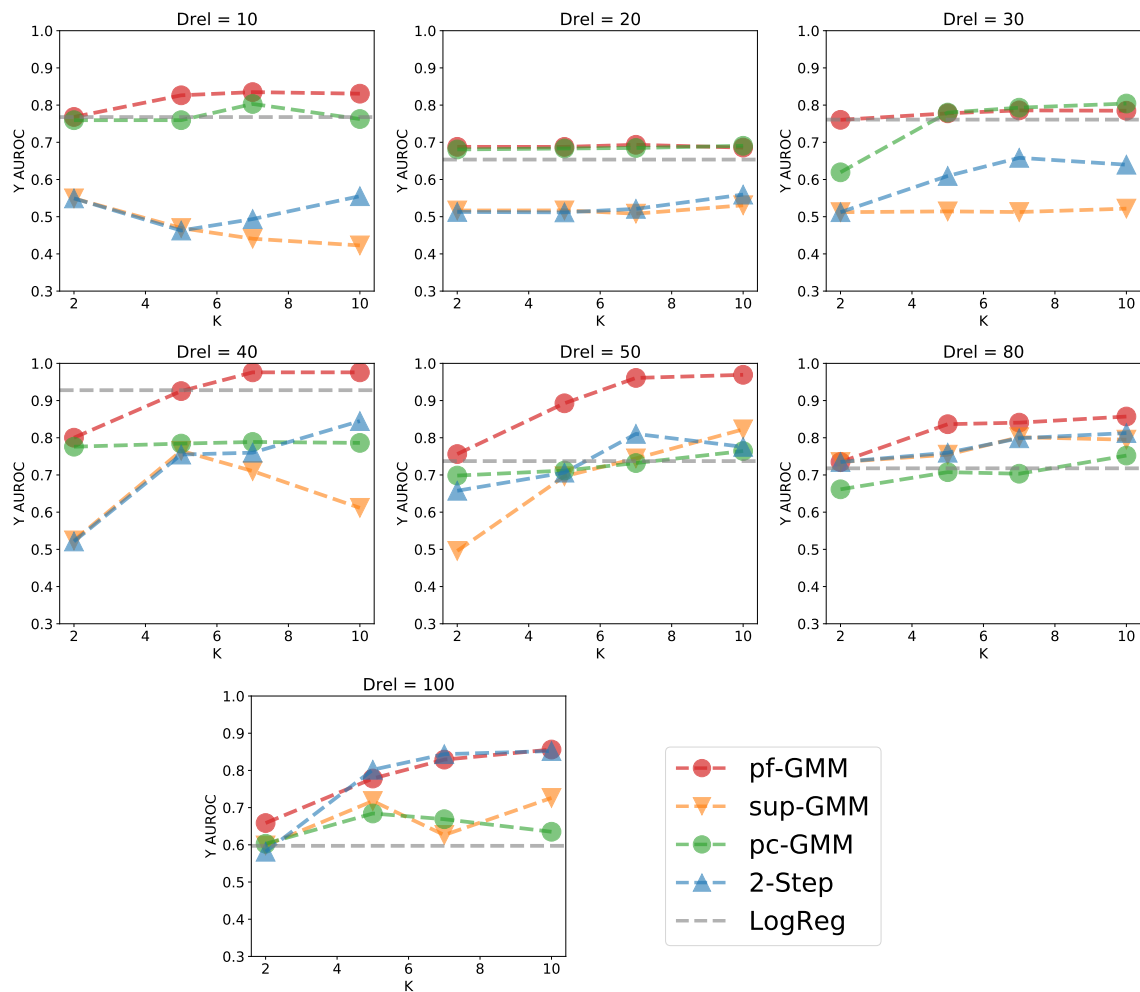 Drel = 10
Drel = 20
Drel = 30
1.0
0.9
0.8
0.7
0.6
0.5
0.4
0.3
Y AUROC
2 4 6 8 10
K
1.0
0.9
0.8
0.7
0.6
0.5
0.4
0.3
Y AUROC
2 4 6 8 10
K
1.0
0.9
0.8
0.7
0.6
0.5
0.4
0.3
Y AUROC
2 4 6 8 10
K
Drel = 40
Drel = 50
Drel = 80
1.0
0.9
0.8
0.7
0.6
0.5
0.4
0.3
Y AUROC
2 4 6 8 10
K
1.0
0.9
0.8
0.7
0.6
0.5
0.4
0.3
Y AUROC
2 4 6 8 10
K
1.0
0.9
0.8
0.7
0.6
0.5
0.4
0.3
Y AUROC
2 4 6 8 10
K
Drel = 100
1.0
0.9
0.8
0.7
0.6
0.5
0.4
0.3
Y AUROC
2 4 6 8 10
K
pf-GMM
sup-GMM
pc-GMM
2-Step
LogReg